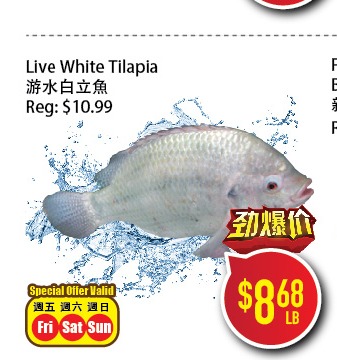 Live White Tilapia
游水白立魚
Reg: $10.99
劲爆价
$8.68
LB
Special Offer Valid
週五 週六 週日
Fri Sat Sun